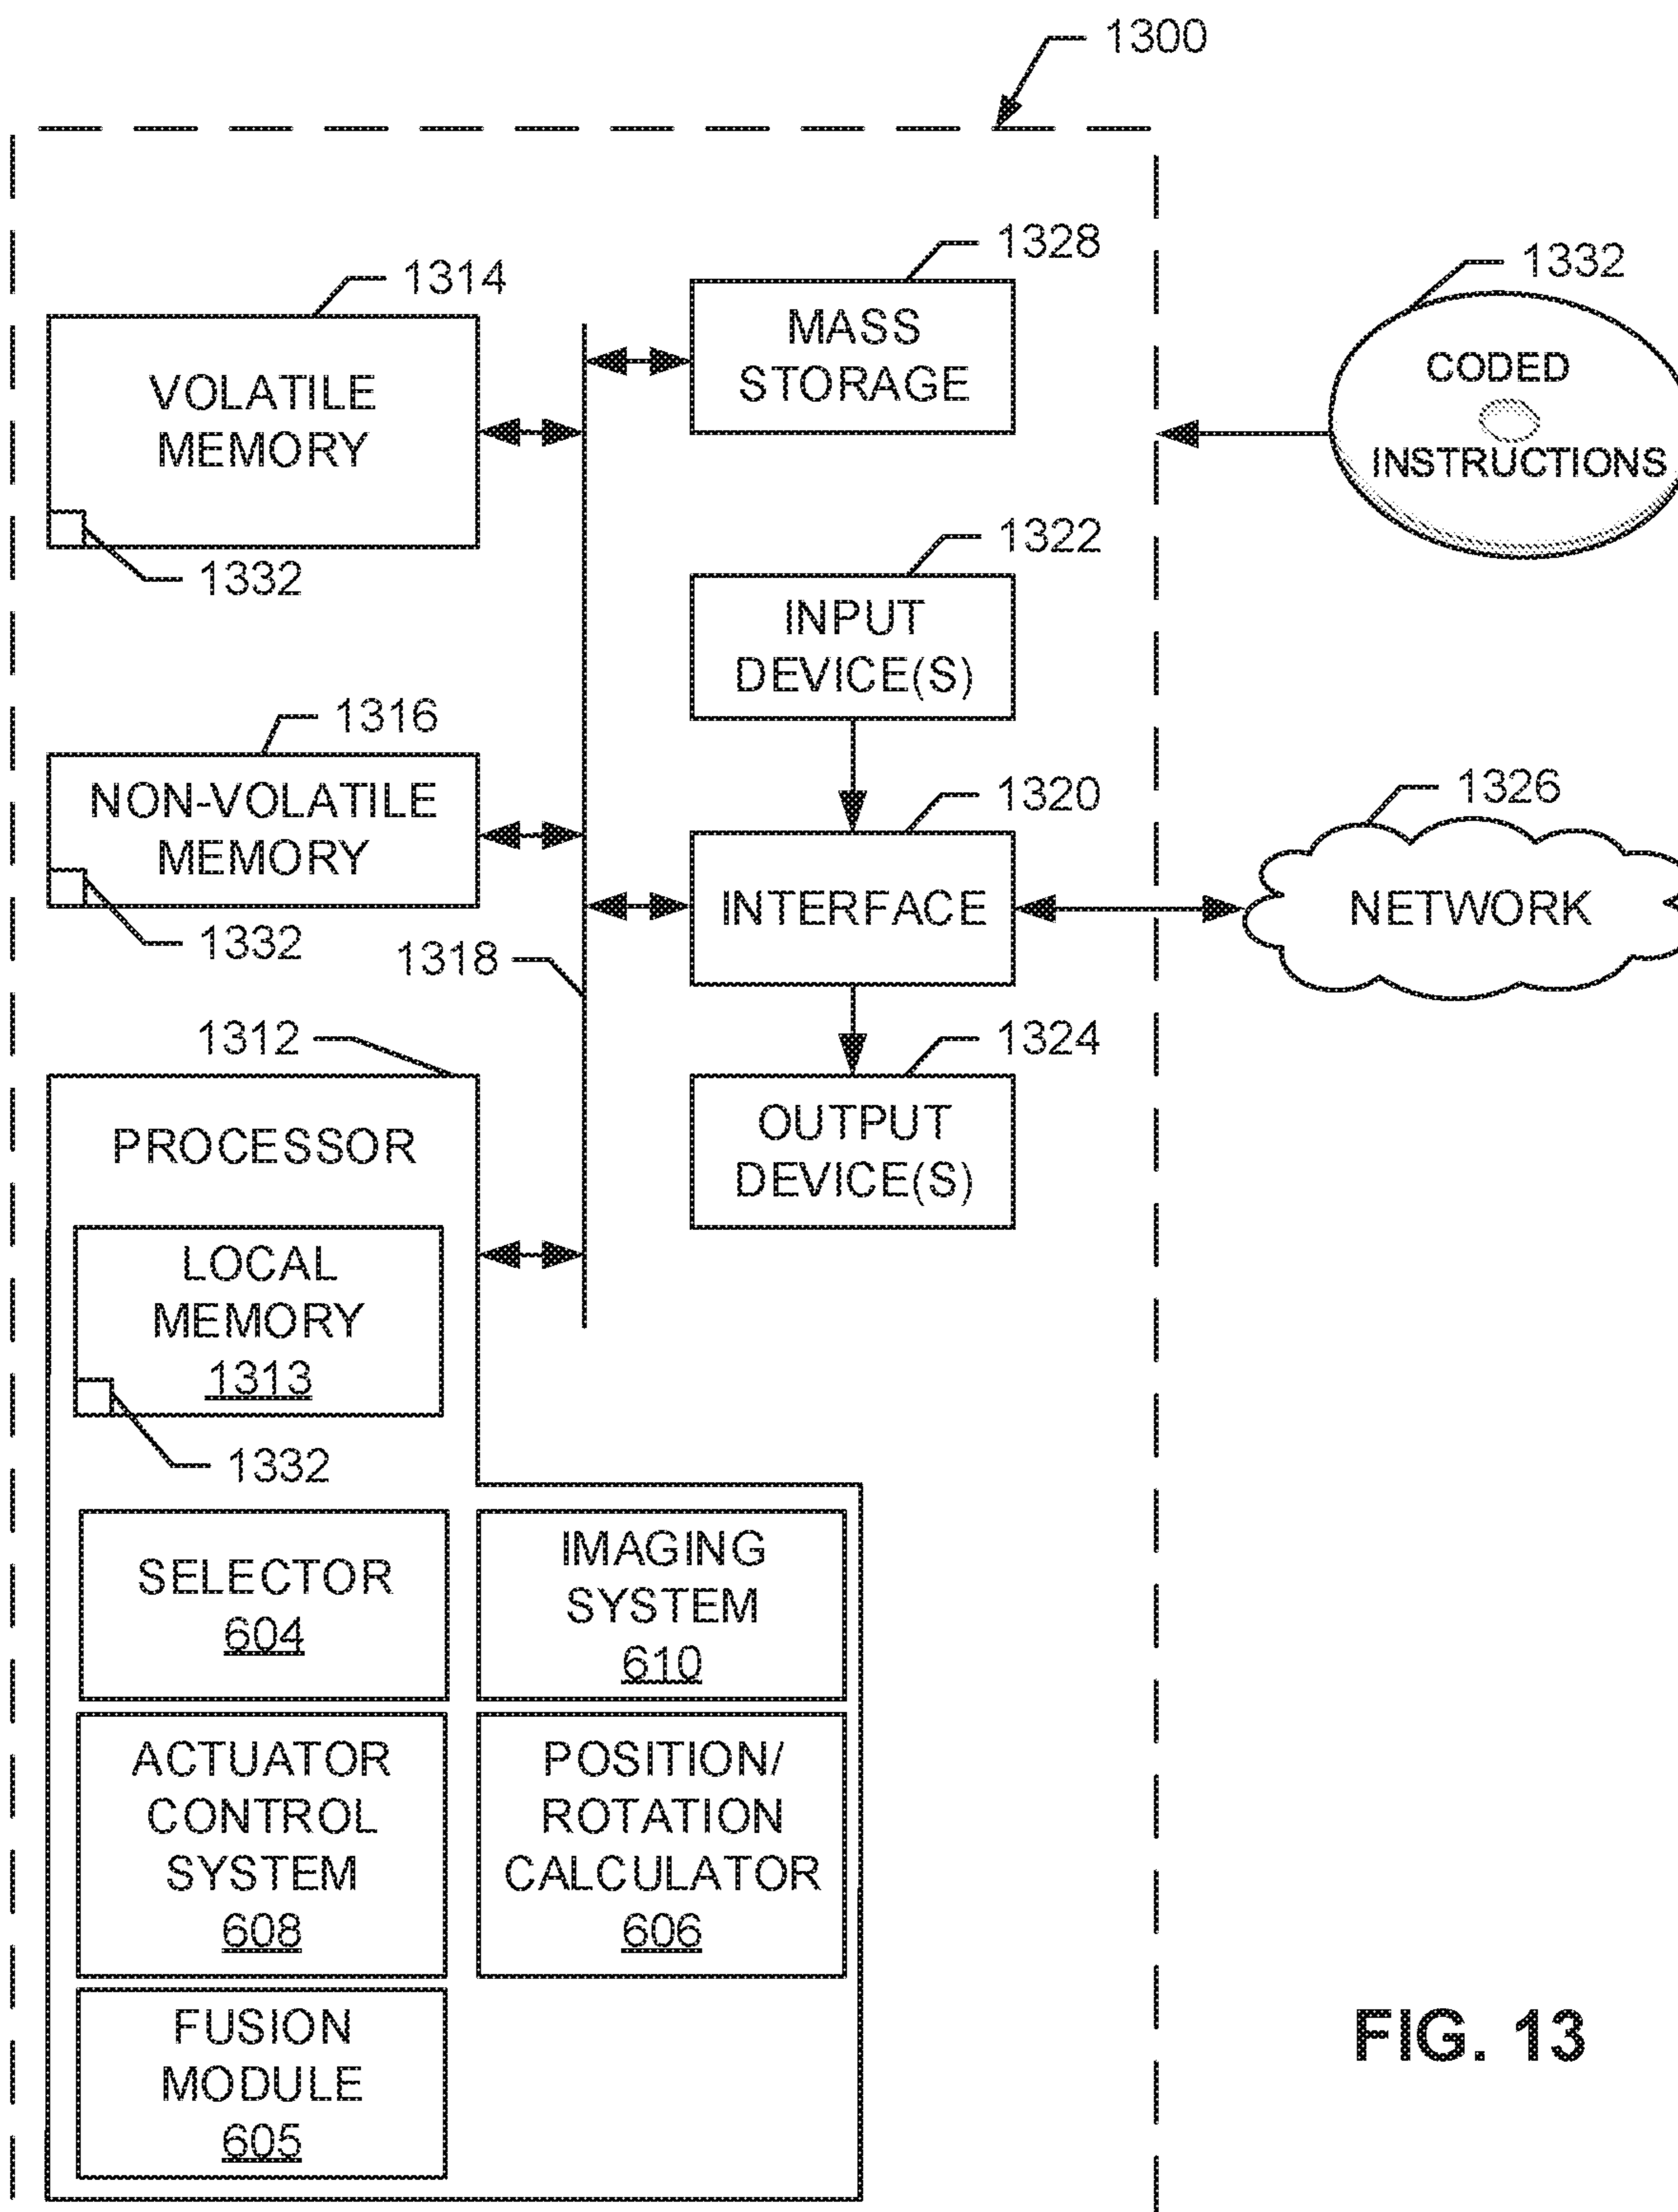 1300
1328
1314
1332
MASS
STORAGE
VOLATILE
MEMORY
CODED
INSTRUCTIONS
1332
1322
INPUT
DEVICE(S)
1316
NON-VOLATILE
MEMORY
1332
1320
1326
INTERFACE
NETWORK
1318
1312
1324
PROCESSOR
OUTPUT
DEVICE(S)
LOCAL
MEMORY
1313
1332
SELECTOR
604
IMAGING
SYSTEM
610
ACTUATOR
CONTROL
SYSTEM
608
POSITION/
ROTATION
CALCULATOR
606
FUSION
MODULE
605
FIG. 13